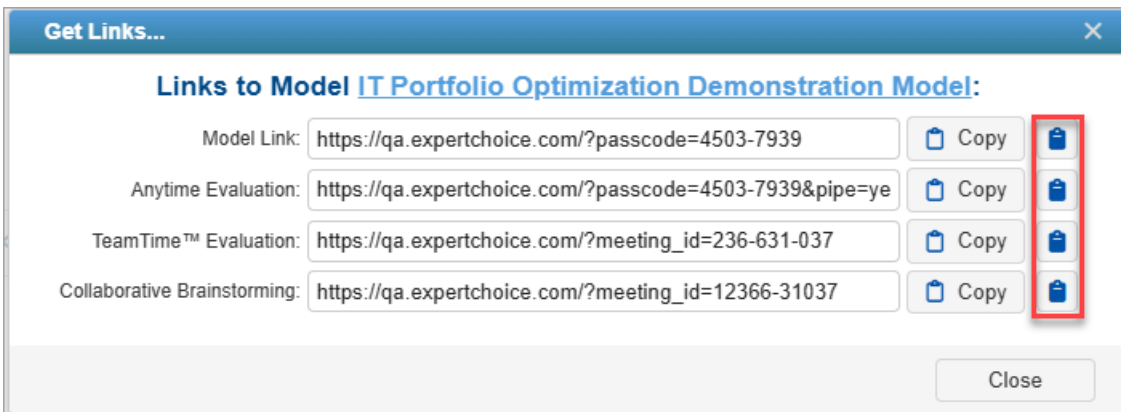 Get Links...
Links to Model IT Portfolio Optimization Demonstration Model:
Model Link: https://qa.expertchoice.com/?passcode=4503-7939 Copy
Anytime Evaluation: https://qa.expertchoice.com/?passcode=4503-7939&pipe=ye Copy
TeamTime™ Evaluation: https://qa.expertchoice.com/?meeting_id=236-631-037 Copy
Collaborative Brainstorming: https://qa.expertchoice.com/?meeting_id=12366-31037 Copy
Close